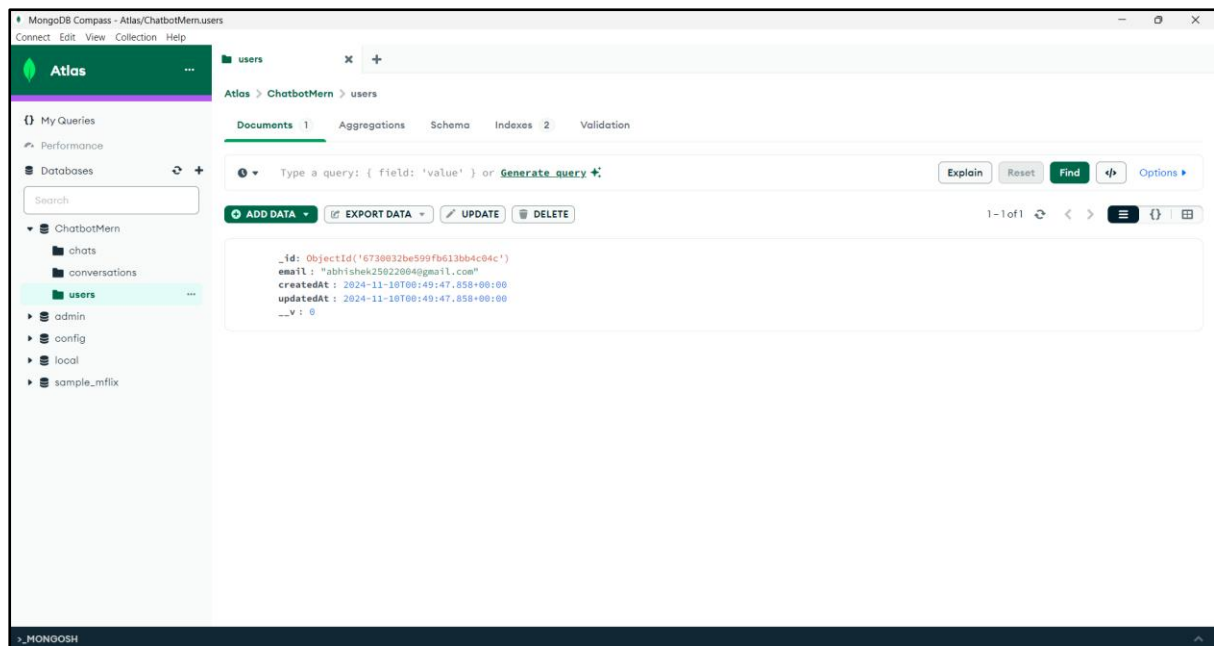 MongoDB Compass - Atlas/ChatbotMern.users
Connect Edit View Collection Help
Atlas ...
{} My Queries
Performance
Databases
Search
ChatbotMern
chats
conversations
users ...
admin
config
local
sample_mflix
users
Atlas > ChatbotMern > users
Documents 1 Aggregations Schema Indexes 2 Validation
Type a query: { field: 'value' } or Generate query
Explain Reset Find </> Options
ADD DATA EXPORT DATA UPDATE DELETE
1-1 of 1 {}
_id: ObjectId('6730032be599fb613bb4c04c')
email : "abhishek25022004@gmail.com"
createdAt : 2024-11-10T00:49:47.858+00:00
updatedAt : 2024-11-10T00:49:47.858+00:00
__v : 0
>_MONGOSH